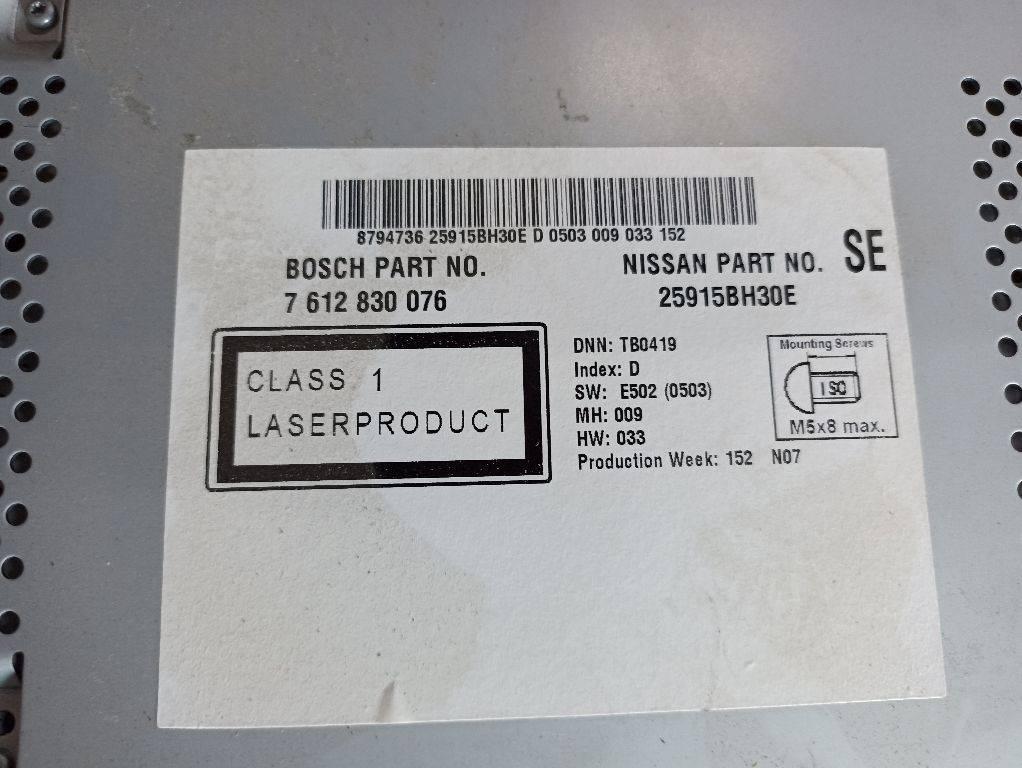 8794736 25915BH30E D 0503 009 033 152
BOSCH PART NO.
7 612 830 076
NISSAN PART NO. SE
25915BH30E
CLASS 1
LASERPRODUCT
DNN: TB0419
Index: D
SW: E502 (0503)
MH: 009
HW: 033
Production Week: 152 N07
Mounting Screws
ISO
M5x8 max.